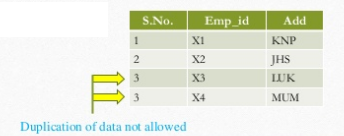 S.No. Emp_id Add
1 X1 KNP
2 X2 JHS
3 X3 LUK
3 X4 MUM
Duplication of data not allowed